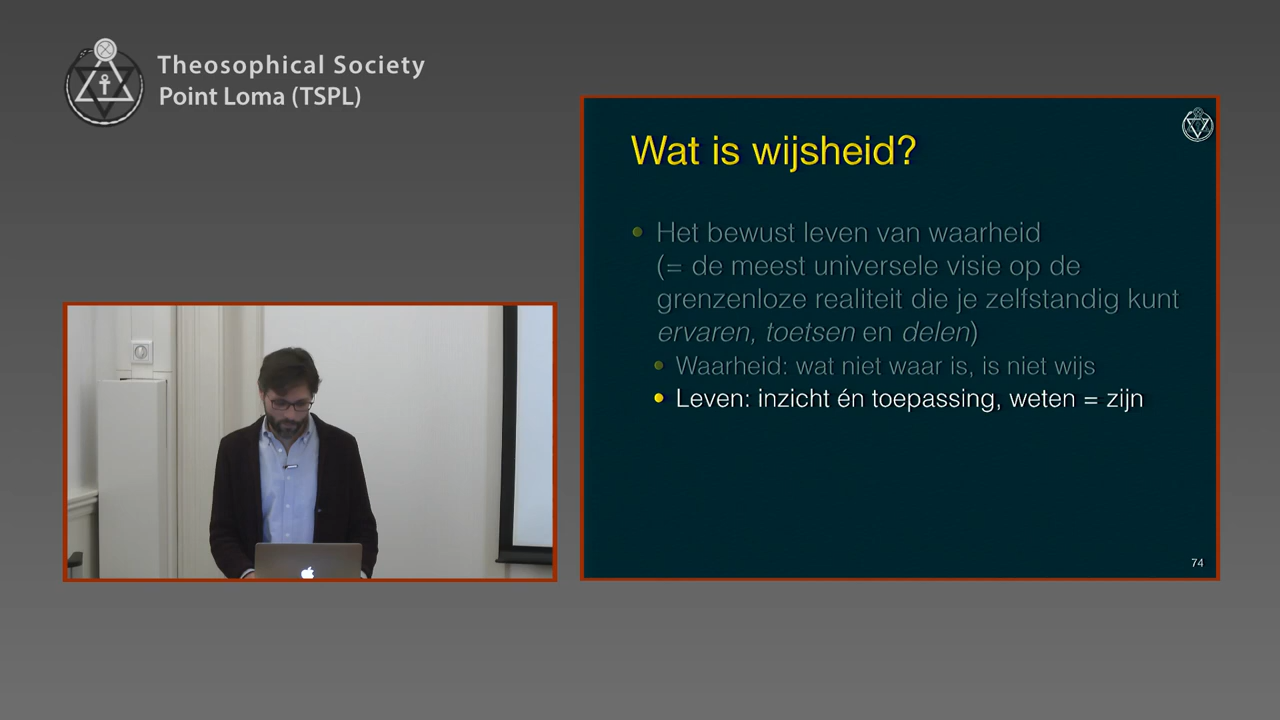 Theosophical Society
Point Loma (TSPL)
Wat is wijsheid?
Het bewust leven van waarheid
(= de meest universele visie op de
grenzenloze realiteit die je zelfstandig kunt
ervaren, toetsen en delen)
Waarheid: wat niet waar is, is niet wijs
Leven: inzicht én toepassing, weten = zijn
74